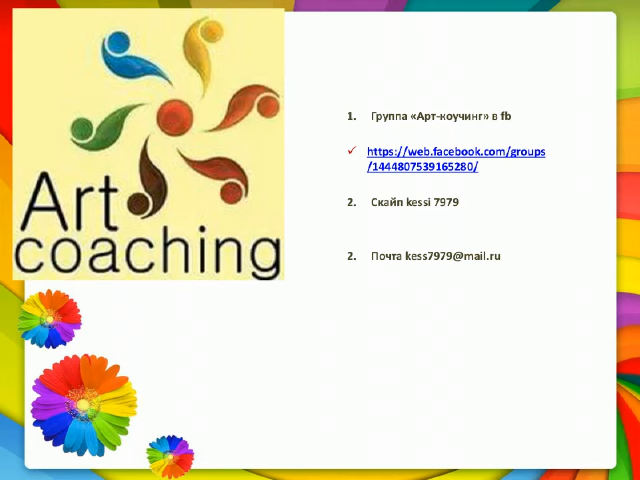 Art
coaching
1. Группа «Арт-коучинг» в fb
✓ https://web.facebook.com/groups
/1444807539165280/
2. Скайп kessi 7979
2. Почта kess7979@mail.ru